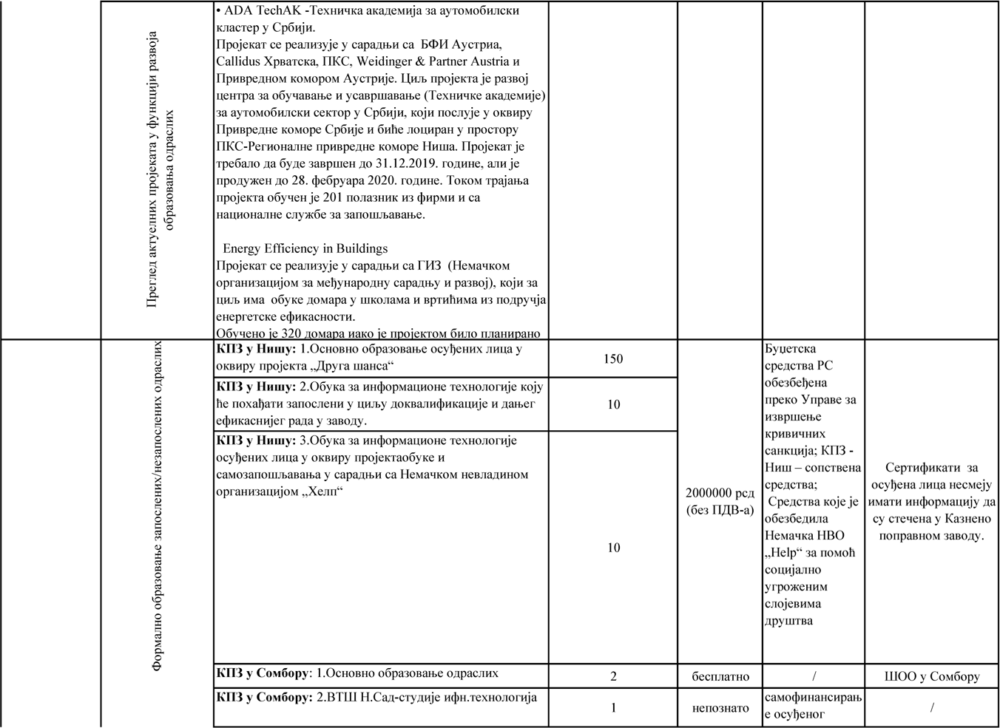 Преглед актуелних пројеката у функцији развоја
образовања одраслих
• ADA TechAK -Техничка академија за аутомобилски
кластер у Србији.
Пројекат се реализује у сарадњи са  БФИ Аустриа,
Callidus Хрватска, ПКС, Weidinger & Partner Austria и
Привредном комором Аустрије. Циљ пројекта је развој
центра за обучавање и усавршавање (Техничке академије)
за аутомобилски сектор у Србији, који послује у оквиру
Привредне коморе Србије и биће лоциран у простору
ПКС-Регионалне привредне коморе Ниша. Пројекат је
требало да буде завршен до 31.12.2019. године, али је
продужен до 28. фебруара 2020. године. Током трајања
пројекта обучен је 201 полазник из фирми и са
националне службе за запошљавање.
Energy Efficiency in Buildings
Пројекат се реализује у сарадњи са ГИЗ  (Немачком
организацијом за међународну сарадњу и развој), који за
циљ има  обуке домара у школама и вртићима из подручја
енергетске ефикасности.
Обучено је 320 домара иако је пројектом било планирано
Формално образовање запослених/незапослених одраслих
КПЗ у Нишу: 1.Основно образовање осуђених лица у
оквиру пројекта „Друга шанса“
150
КПЗ у Нишу: 2.Обука за информационе технологије коју
ће похађати запослени у циљу доквалификације и дањег
ефикаснијег рада у заводу.
10
КПЗ у Нишу: 3.Обука за информационе технологије
осуђених лица у оквиру пројектаобуке и
самозапошљавања у сарадњи са Немачком невладином
организацијом „Хелп“
10
2000000 рсд
(без ПДВ-а)
Буџетска
средства РС
обезбеђена
преко Управе за
извршење
кривичних
санкција; КПЗ -
Ниш – сопствена
средства;
Средства које је
обезбедила
Немачка НВО
„Help“ за помоћ
социјално
угроженим
слојевима
друштва
Сертификати  за
осуђена лица несмеју
имати информацију да
су стечена у Казнено
поправном заводу.
КПЗ у Сомбору: 1.Основно образовање одраслих
2
бесплатно
/
ШОО у Сомбору
КПЗ у Сомбору: 2.ВТШ Н.Сад-студије ифн.технологија
1
непознато
самофинансирањ
е осуђеног
/